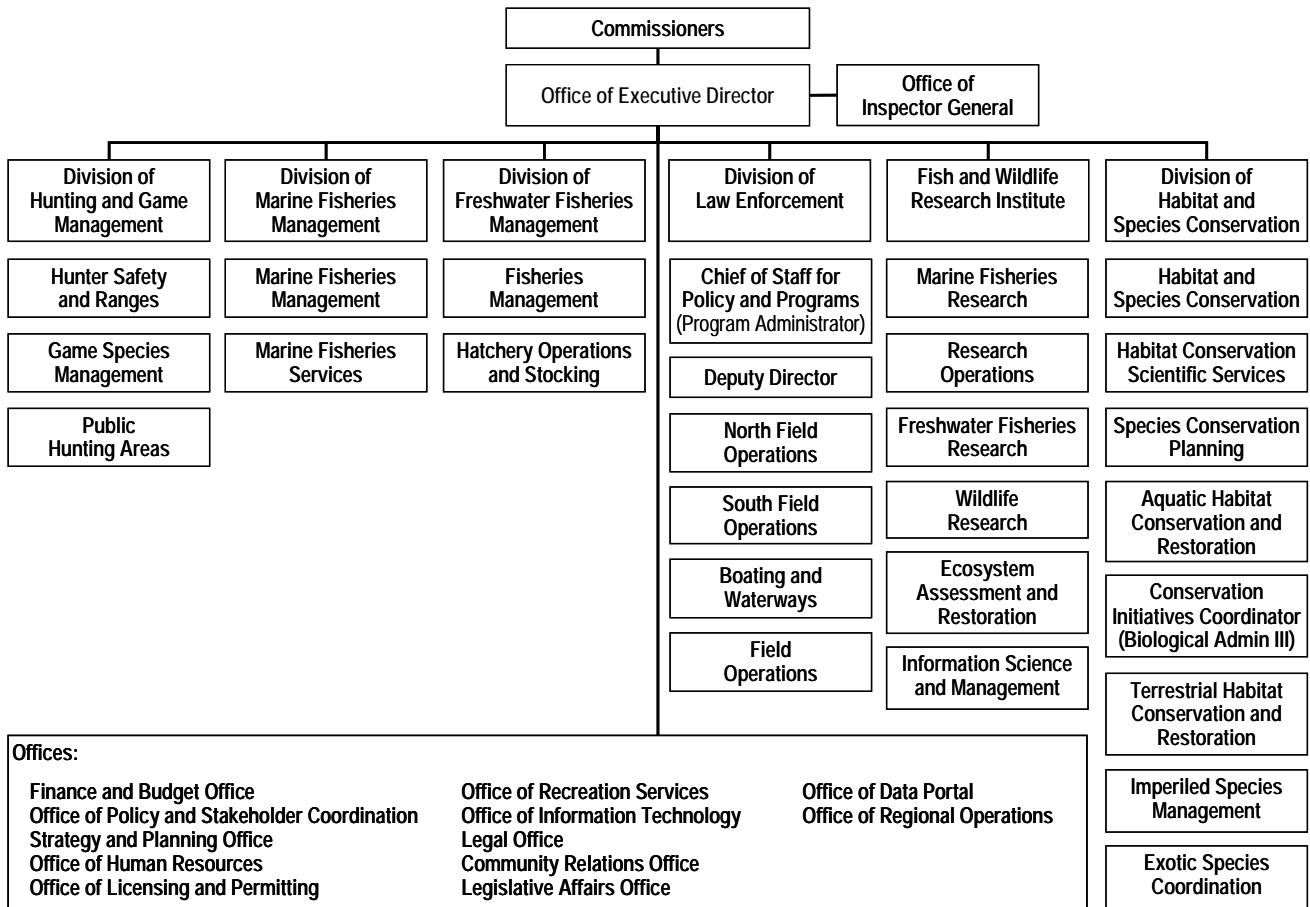 Commissioners
Office of Executive Director
Office of
Inspector General
Division of
Hunting and Game
Management
Hunter Safety
and Ranges
Game Species
Management
Public
Hunting Areas
Division of
Marine Fisheries
Management
Marine Fisheries
Management
Marine Fisheries
Services
Division of
Freshwater Fisheries
Management
Fisheries
Management
Hatchery Operations
and Stocking
Division of
Law Enforcement
Chief of Staff for
Policy and Programs
(Program Administrator)
Deputy Director
North Field
Operations
South Field
Operations
Boating and
Waterways
Field
Operations
Fish and Wildlife
Research Institute
Marine Fisheries
Research
Research
Operations
Freshwater Fisheries
Research
Wildlife
Research
Ecosystem
Assessment and
Restoration
Information Science
and Management
Division of
Habitat and
Species Conservation
Habitat and
Species Conservation
Habitat Conservation
Scientific Services
Species Conservation
Planning
Aquatic Habitat
Conservation and
Restoration
Conservation
Initiatives Coordinator
(Biological Admin III)
Terrestrial Habitat
Conservation and
Restoration
Imperiled Species
Management
Exotic Species
Coordination
Offices:
Finance and Budget Office
Office of Policy and Stakeholder Coordination
Strategy and Planning Office
Office of Human Resources
Office of Licensing and Permitting
Office of Recreation Services
Office of Information Technology
Legal Office
Community Relations Office
Legislative Affairs Office
Office of Data Portal
Office of Regional Operations